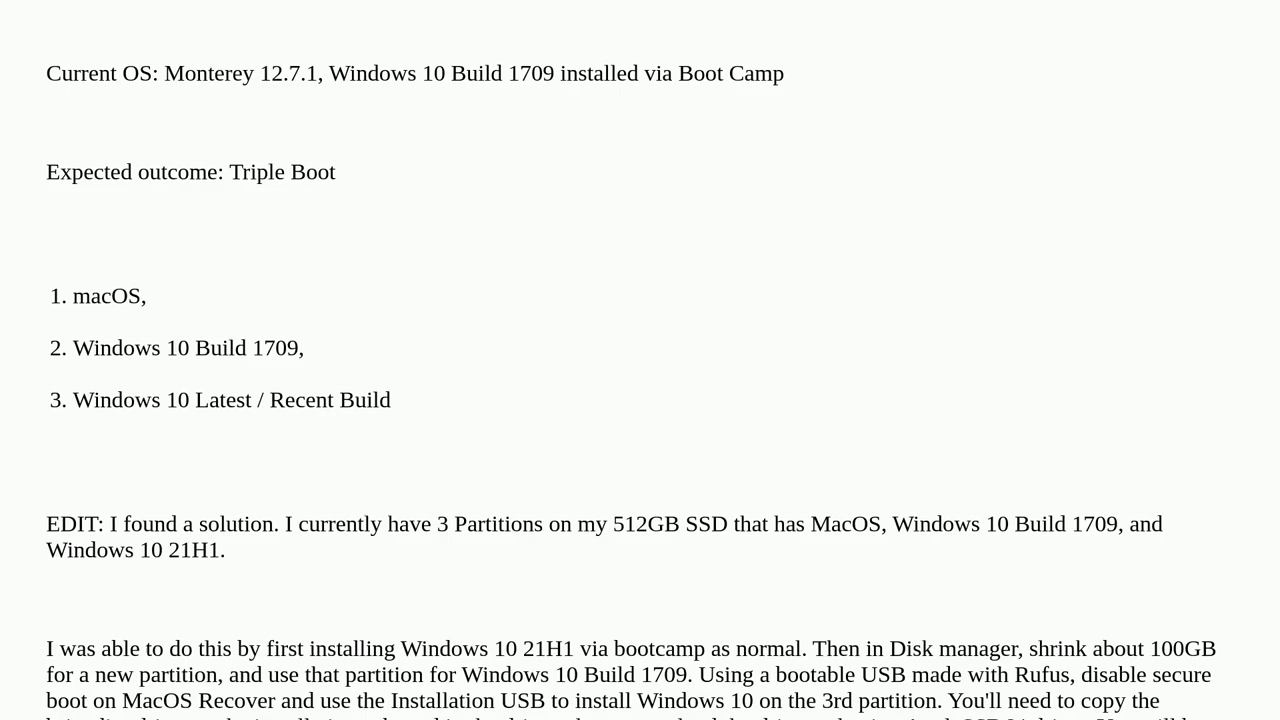 Current OS: Monterey 12.7.1, Windows 10 Build 1709 installed via Boot Camp
Expected outcome: Triple Boot
1. macOS,
2. Windows 10 Build 1709,
3. Windows 10 Latest / Recent Build
EDIT: I found a solution. I currently have 3 Partitions on my 512GB SSD that has MacOS, Windows 10 Build 1709, and
Windows 10 21H1.
I was able to do this by first installing Windows 10 21H1 via bootcamp as normal. Then in Disk manager, shrink about 100GB
for a new partition, and use that partition for Windows 10 Build 1709. Using a bootable USB made with Rufus, disable secure
boot on MacOS Recover and use the Installation USB to install Windows 10 on the 3rd partition. You'll need to copy the